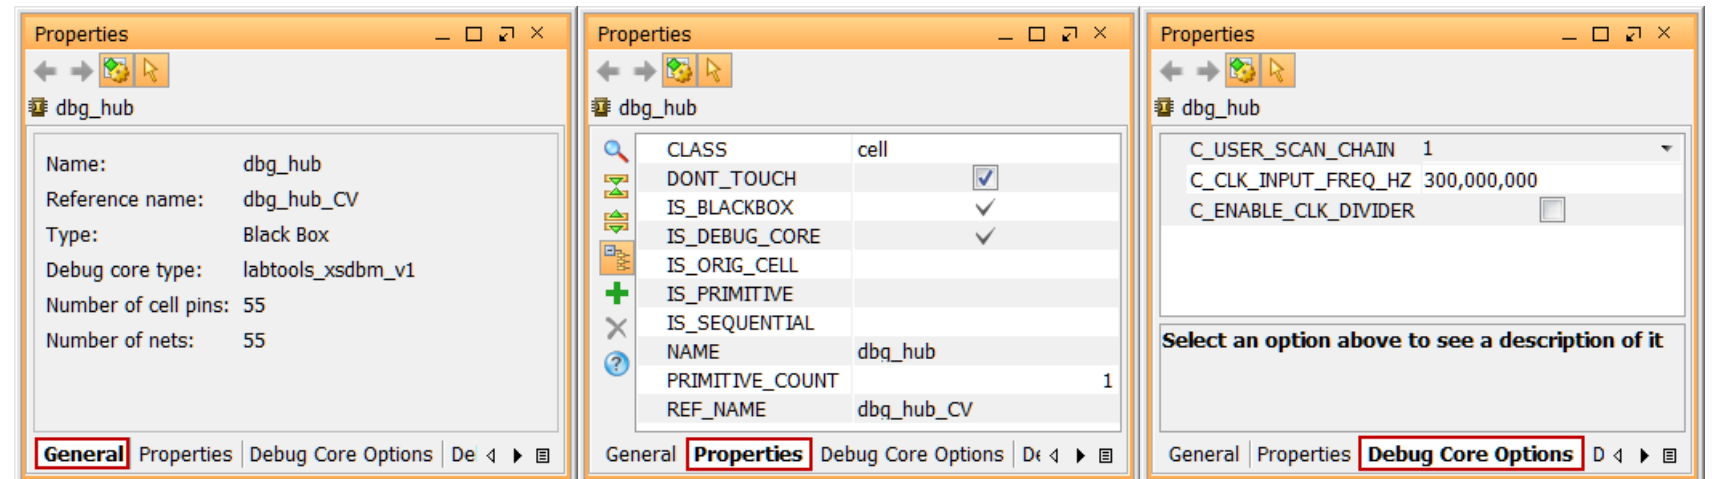 Properties
dbg_hub
Name: dbg_hub
Reference name: dbg_hub_CV
Type: Black Box
Debug core type: labtools_xsdbm_v1
Number of cell pins: 55
Number of nets: 55
General Properties Debug Core Options De
Properties
dbg_hub
CLASS cell
DONT_TOUCH
IS_BLACKBOX
IS_DEBUG_CORE
IS_ORIG_CELL
IS_PRIMITIVE
IS_SEQUENTIAL
NAME dbg_hub
PRIMITIVE_COUNT 1
REF_NAME dbg_hub_CV
General Properties Debug Core Options De
Properties
dbg_hub
C_USER_SCAN_CHAIN 1
C_CLK_INPUT_FREQ_HZ 300,000,000
C_ENABLE_CLK_DIVIDER
Select an option above to see a description of it
General Properties Debug Core Options D